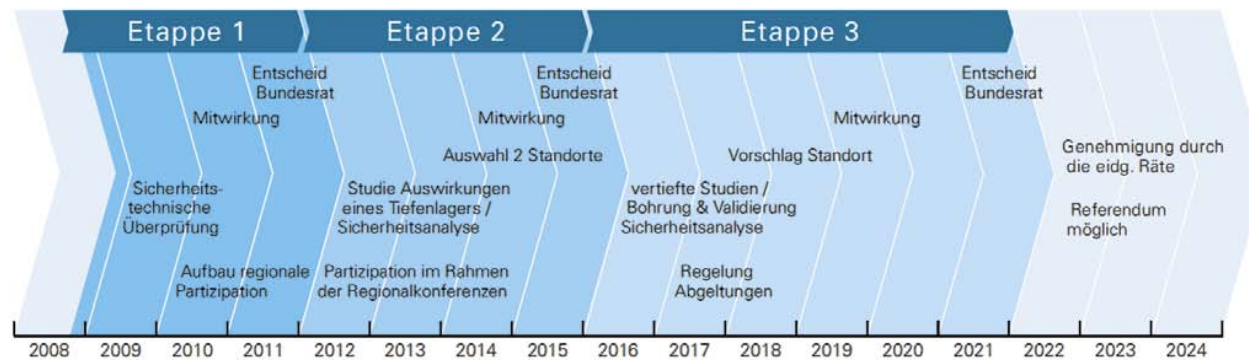 Etappe 1
Etappe 2
Etappe 3
Entscheid
Bundesrat
Entscheid
Bundesrat
Entscheid
Bundesrat
Mitwirkung
Mitwirkung
Mitwirkung
Auswahl 2 Standorte
Vorschlag Standort
Genehmigung durch
die eidg. Räte
Sicherheits-
technische
Überprüfung
Studie Auswirkungen
eines Tiefenlagers /
Sicherheitsanalyse
vertiefte Studien /
Bohrung & Validierung
Sicherheitsanalyse
Referendum
möglich
Aufbau regionale
Partizipation
Partizipation im Rahmen
der Regionalkonferenzen
Regelung
Abgeltungen
2008 2009 2010 2011 2012 2013 2014 2015 2016 2017 2018 2019 2020 2021 2022 2023 2024